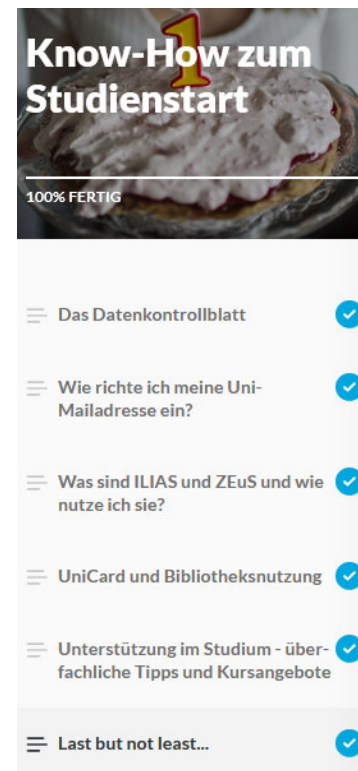 Know-How zum
Studienstart
100% FERTIG
Das Datenkontrollblatt
Wie richte ich meine Uni-
Mailadresse ein?
Was sind ILIAS und ZEuS und wie
nutze ich sie?
UniCard und Bibliotheksnutzung
Unterstützung im Studium - über-
fachliche Tipps und Kursangebote
Last but not least...